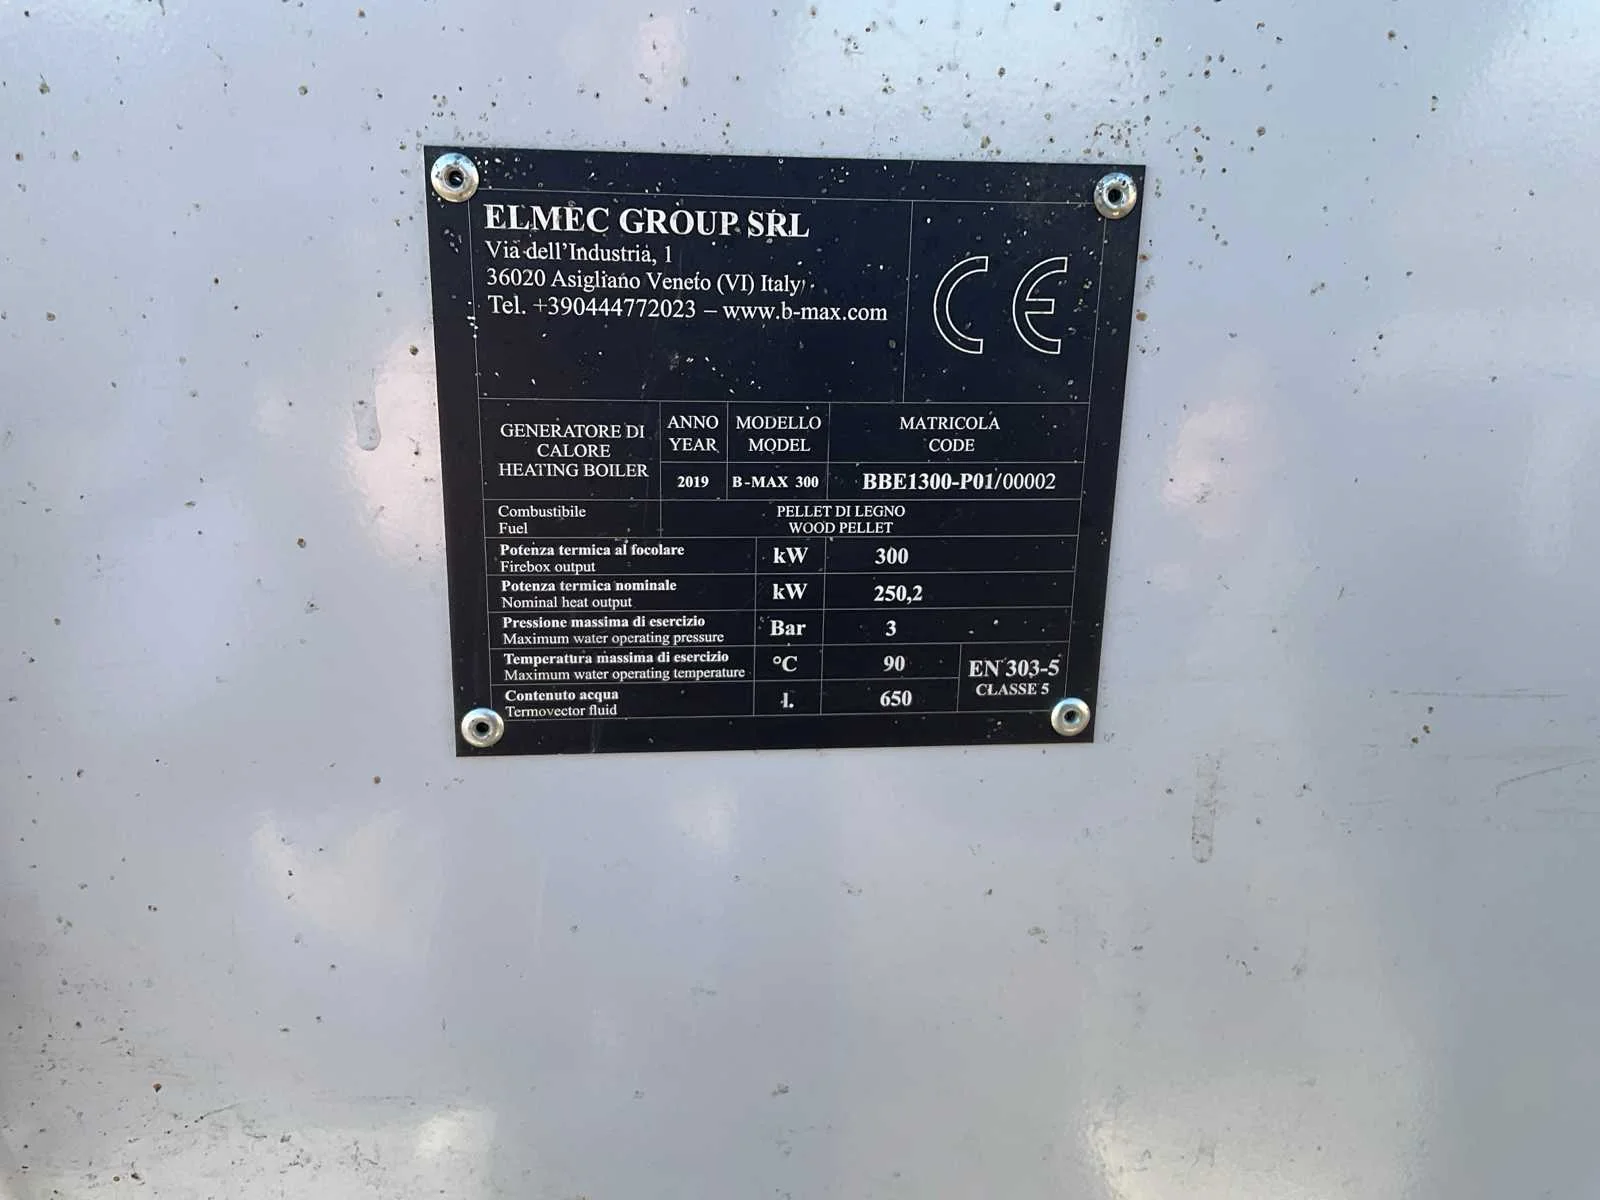 ELMEC GROUP SRL
Via dell'Industria, 1
36020 Asigliano Veneto (VI) Italy
Tel. +390444772023 – www.b-max.com
CE
GENERATORE DI
CALORE
HEATING BOILER
ANNO
YEAR
MODELLO
MODEL
MATRICOLA
CODE
2019
B-MAX 300
BBE1300-P01/00002
Combustibile
Fuel
PELLET DI LEGNO
WOOD PELLET
Potenza termica al focolare
Firebox output
kW
300
Potenza termica nominale
Nominal heat output
kW
250,2
Pressione massima di esercizio
Maximum water operating pressure
Bar
3
Temperatura massima di esercizio
Maximum water operating temperature
°C
90
EN 303-5
CLASSE 5
Contenuto acqua
Termovector fluid
l.
650